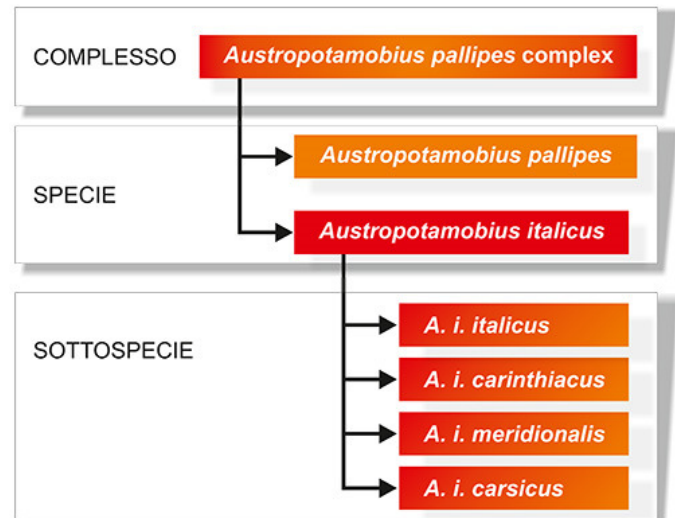 COMPLESSO
Austropotamobius pallipes complex
Austropotamobius pallipes
SPECIE
Austropotamobius italicus
A. i. italicus
SOTTOSPECIE
A. i. carinthiacus
A. i. meridionalis
A. i. carsicus